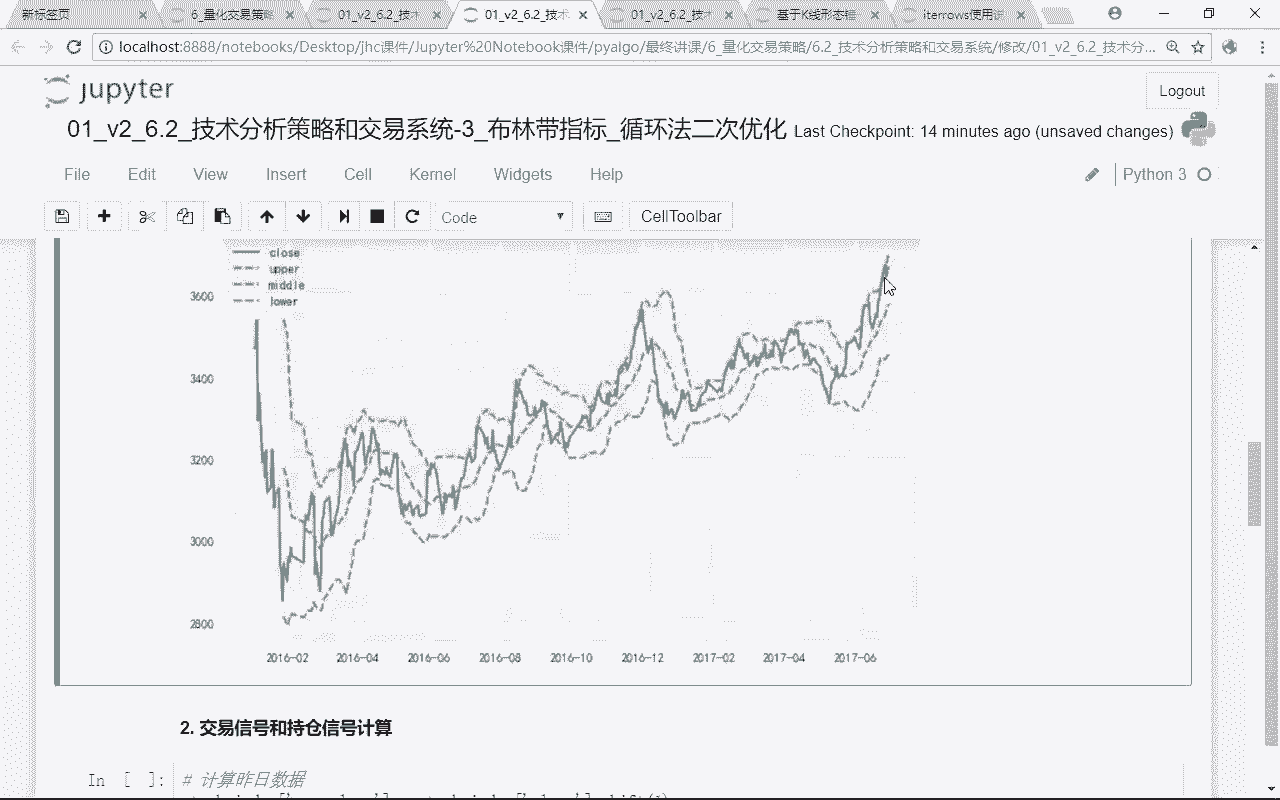 新标签页
6_量化交易策略
01_v2_6.2_技术
01_v2_6.2_技术
01_v2_6.2_技术
基于K线形态错
iterrows使用
localhost:8888/notebooks/Desktop/jhc课件/Jupyter%20Notebook课件/pyalgo/最终讲课/6_量化交易策略/6.2_技术分析策略和交易系统/修改/01_v2_6.2_技术分...
jupyter
Logout
01_v2_6.2_技术分析策略和交易系统-3_布林带指标_循环法二次优化 Last Checkpoint: 14 minutes ago (unsaved changes)
File Edit View Insert Cell Kernel Widgets Help
Python 3
Code
CellToolbar
close
upper
middle
lower
3600
3400
3200
3000
2800
2016-02 2016-04 2016-06 2016-08 2016-10 2016-12 2017-02 2017-04 2017-06
2. 交易信号和持仓信号计算
In [ ]: # 计算昨日数据